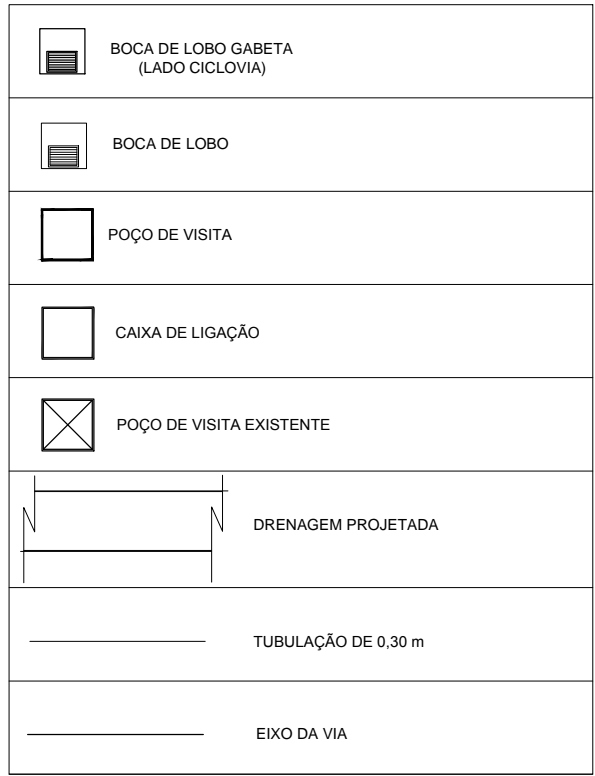 BOCA DE LOBO GABETA
(LADO CICLOVIA)
BOCA DE LOBO
POÇO DE VISITA
CAIXA DE LIGAÇÃO
POÇO DE VISITA EXISTENTE
DRENAGEM PROJETADA
TUBULAÇÃO DE 0,30 m
EIXO DA VIA